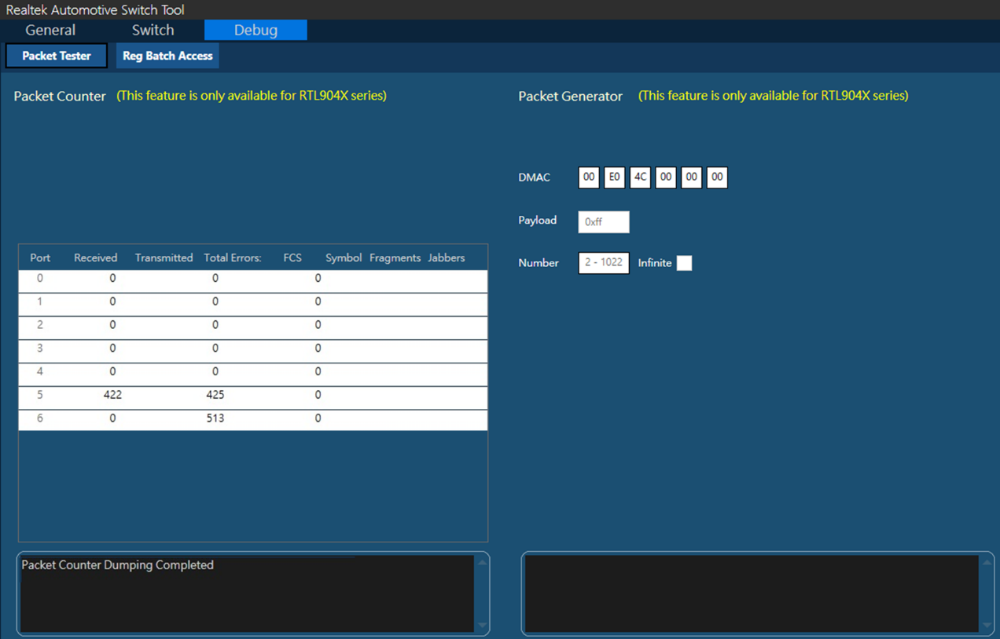 Realtek Automotive Switch Tool
General Switch Debug
Packet Tester Reg Batch Access
Packet Counter (This feature is only available for RTL904X series)
Packet Generator (This feature is only available for RTL904X series)
DMAC 00 E0 4C 00 00 00
Payload 0xff
Number 2 - 1022 Infinite
Port Received Transmitted Total Errors: FCS Symbol Fragments Jabbers
0 0 0 0
1 0 0 0
2 0 0 0
3 0 0 0
4 0 0 0
5 422 425 0
6 0 513 0
Packet Counter Dumping Completed